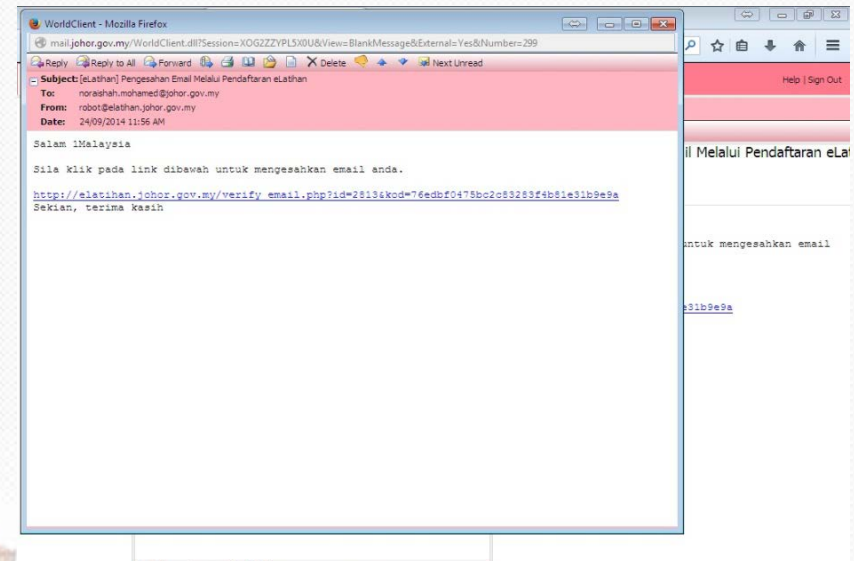 WorldClient - Mozilla Firefox
mail.johor.gov.my/WorldClient.dll?Session=XOG2ZZYPL5X0U&View=BlankMessage&External=Yes&Number=299
Reply Reply to All Forward Delete Next Unread
Subject: [eLatihan] Pengesahan Email Melalui Pendaftaran eLatihan
To: noraishah.mohamed@johor.gov.my
From: robot@elatihan.johor.gov.my
Date: 24/09/2014 11:56 AM
Salam 1Malaysia
Sila klik pada link dibawah untuk mengesahkan email anda.
http://elatihan.johor.gov.my/verify_email.php?id=2813&kod=76edbf0475bc2c53283f4b81e31b9e9a
Sekian, terima kasih
Help | Sign Out
il Melalui Pendaftaran eLat
untuk mengesahkan email
e31b9e9a